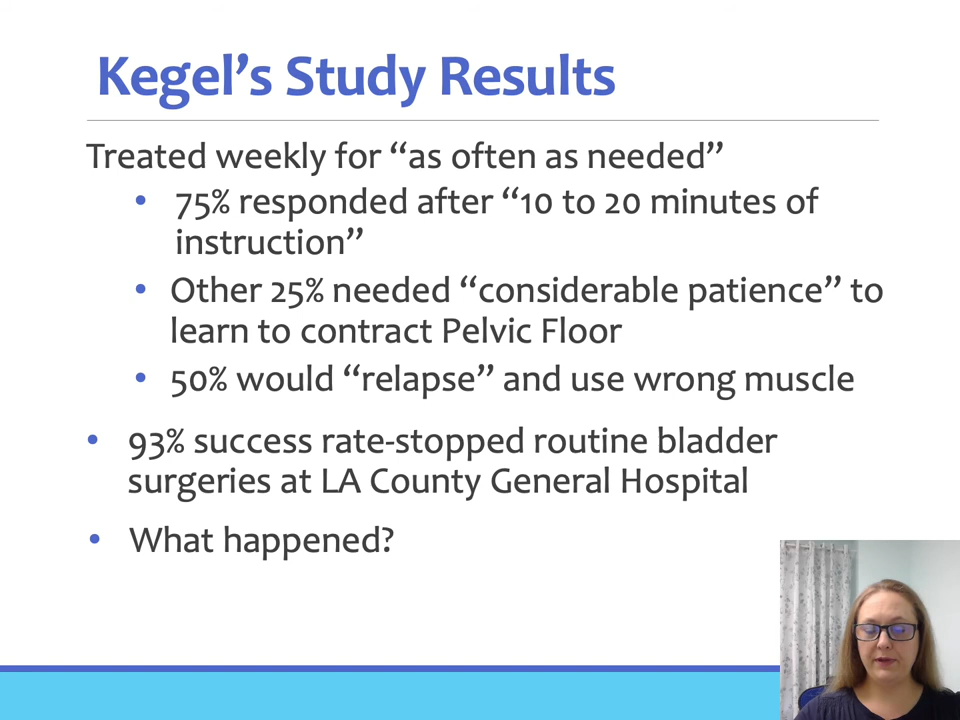 Kegel’s Study Results
Treated weekly for “as often as needed”
• 75% responded after “10 to 20 minutes of
instruction”
• Other 25% needed “considerable patience” to
learn to contract Pelvic Floor
• 50% would “relapse” and use wrong muscle
• 93% success rate-stopped routine bladder
surgeries at LA County General Hospital
• What happened?